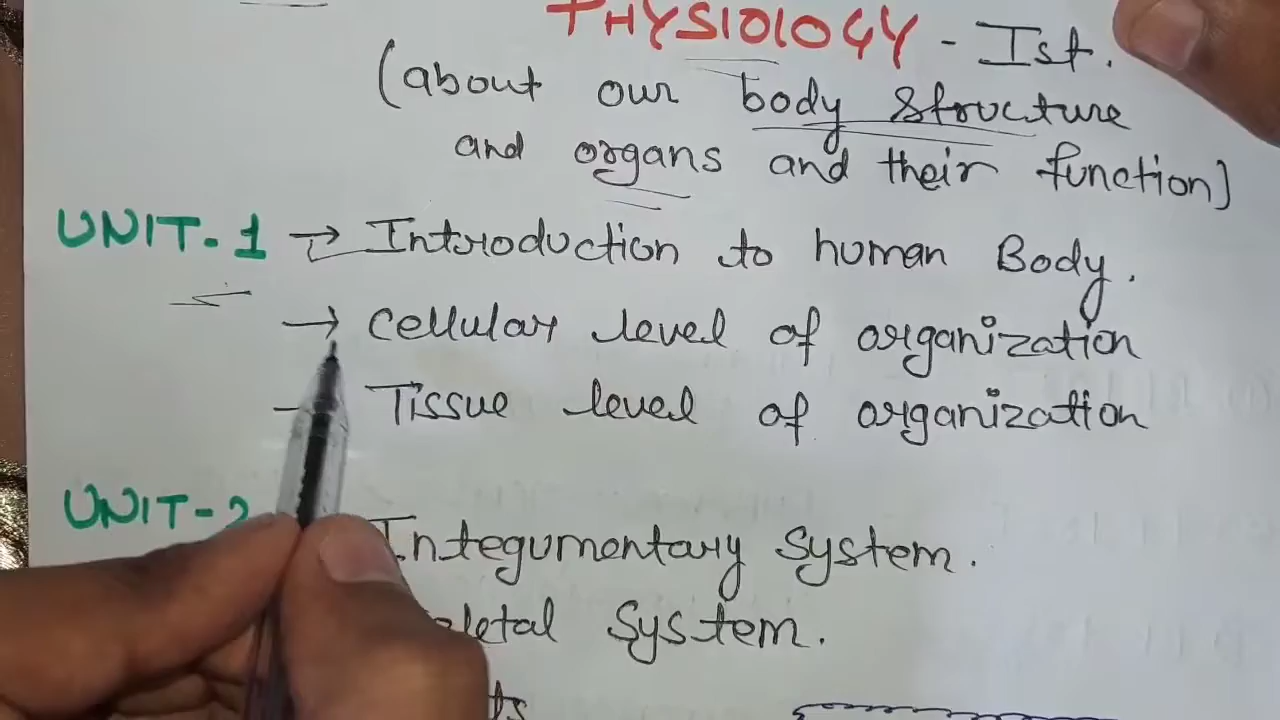 PHYSIOLOGY - Ist.
(about our body structure
and organs and their function)
UNIT-1 → Introduction to human Body.
→ Cellular level of organization
- Tissue level of organization
UNIT-2 Integumentary System.
System.